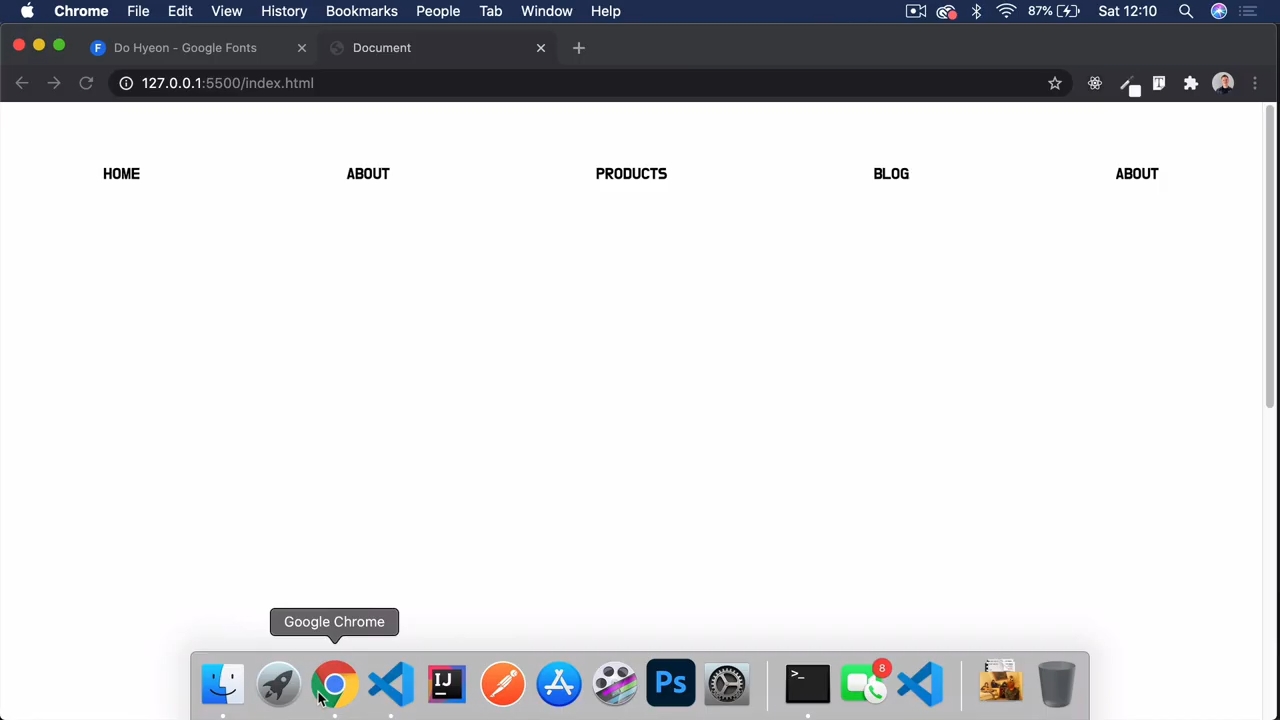 Chrome File Edit View History Bookmarks People Tab Window Help 87% Sat 12:10
F Do Hyeon - Google Fonts Document
127.0.0.1:5500/index.html
HOME ABOUT PRODUCTS BLOG ABOUT
Google Chrome
IJ Ps >_ 8